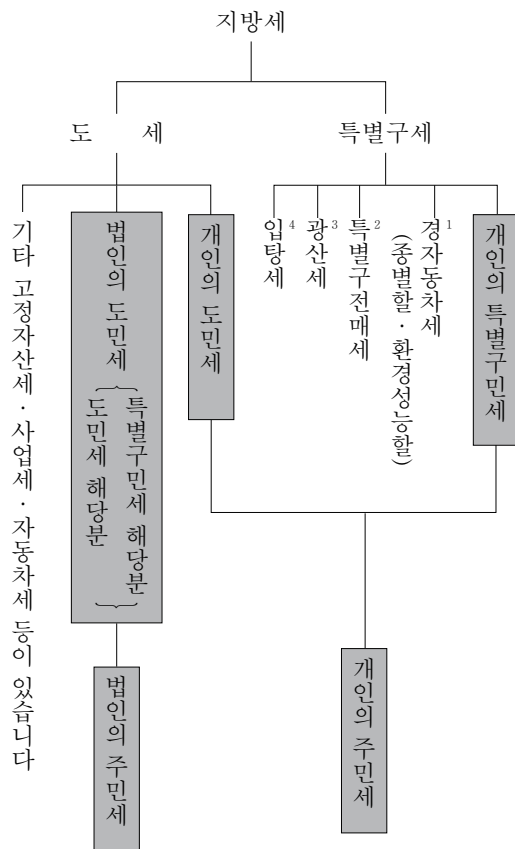 지방세
도 세
특별구세
기타 고정자산세·사업세·자동차세 등이 있습니다
법인의 도민세
특별구민세 해당분
도민세 해당분
개인의 도민세
입탕세4
광산세3
특별구전매세2
경자동차세1
(종별할·환경성능할)
개인의 특별구민세
법인의 주민세
개인의 주민세